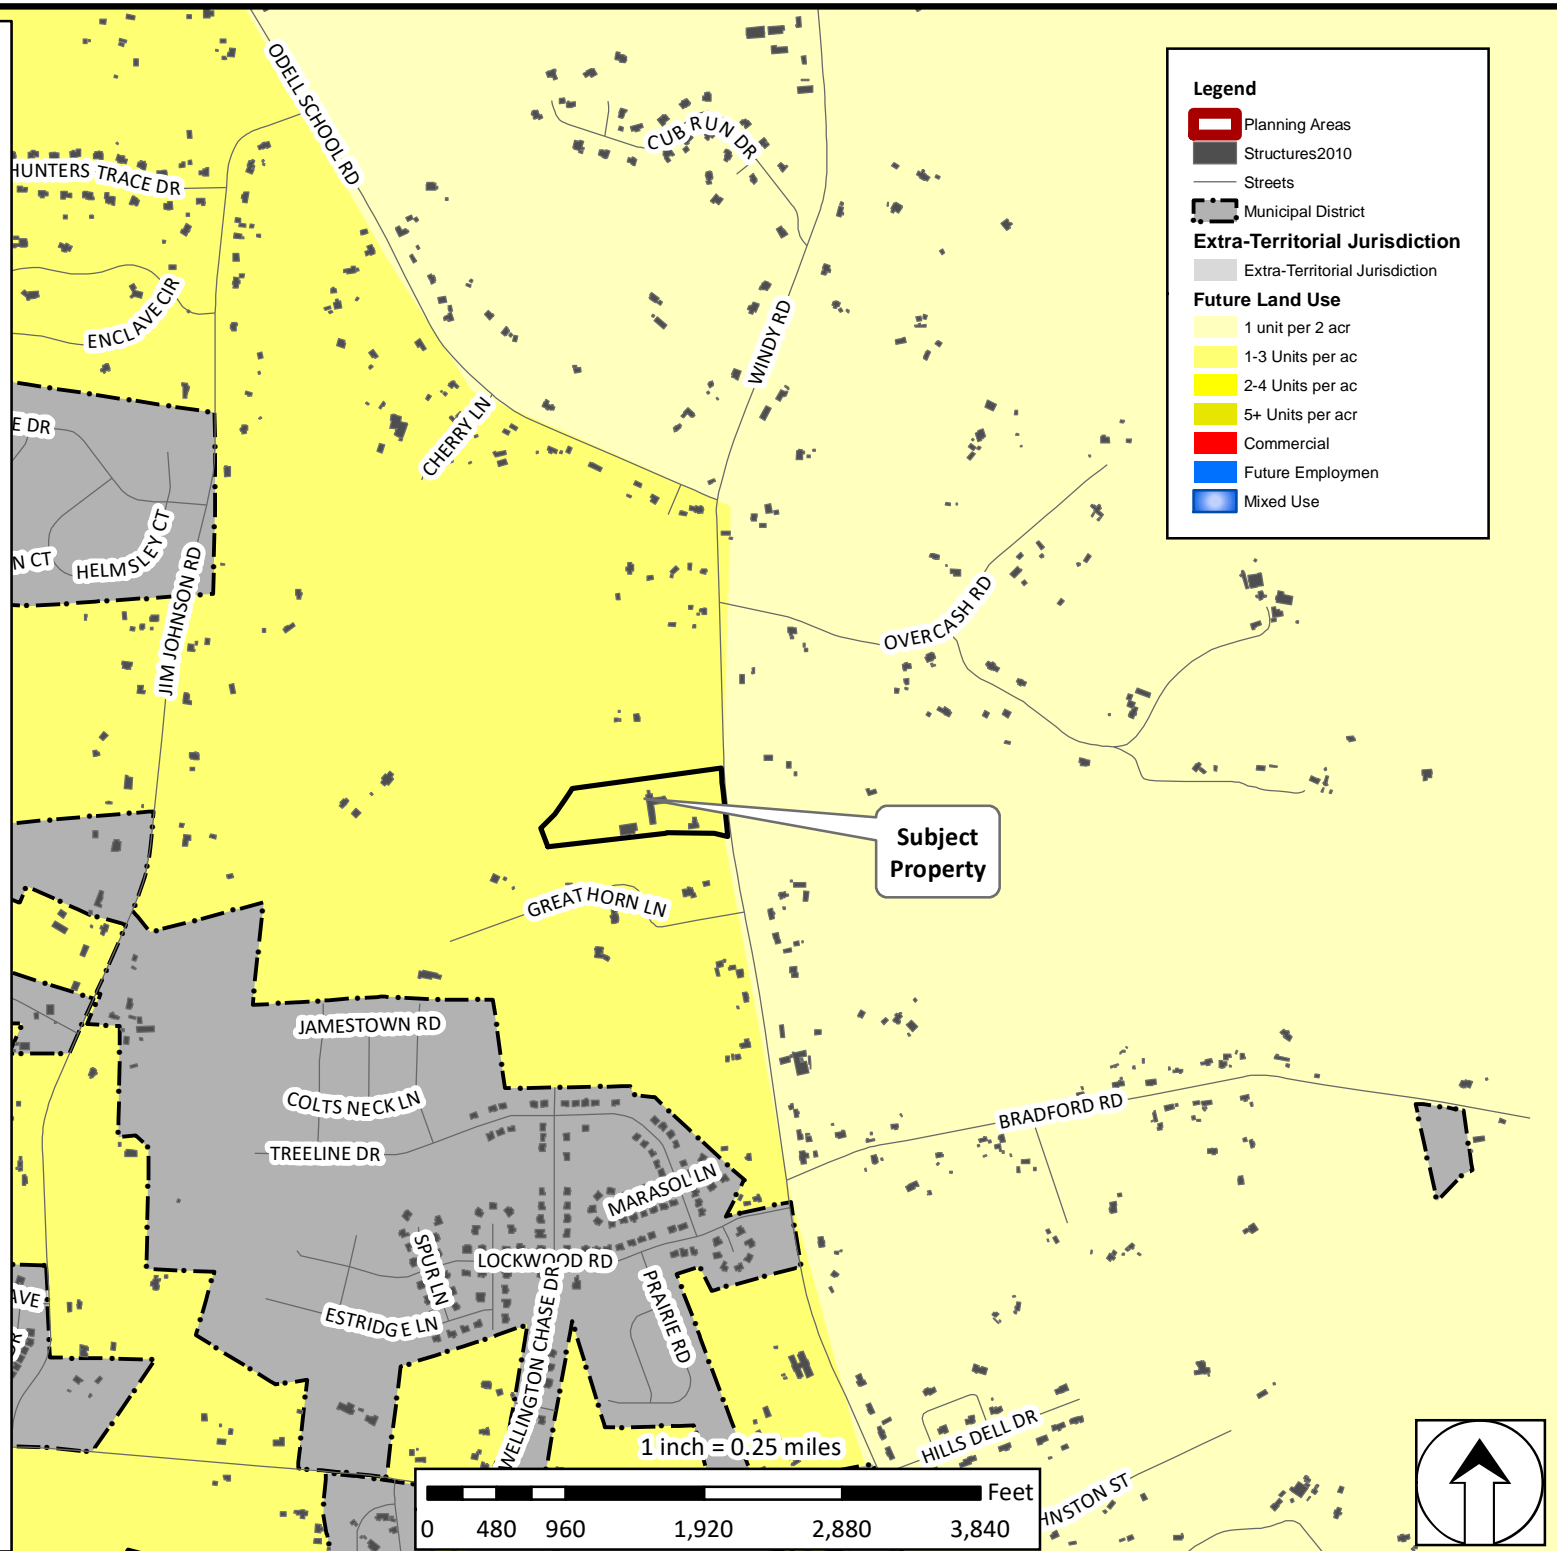 ODELL SCHOOL RD
CUB RUN DR
HUNTERS TRACE DR
ENCLAVE CIR
WINDY RD
CHERRY LN
E DR
HELMSLEY CT
N CT
JIM JOHNSON RD
OVERCASH RD
Legend
Planning Areas
Structures2010
Streets
Municipal District
Extra-Territorial Jurisdiction
Extra-Territorial Jurisdiction
Future Land Use
1 unit per 2 acr
1-3 Units per ac
2-4 Units per ac
5+ Units per acr
Commercial
Future Employmen
Mixed Use
Subject
Property
GREATHORN LN
JAMESTOWN RD
COLTS NECK LN
TREELINE DR
BRADFORD RD
MARASOL LN
SPUR LN
LOCKWOOD RD
PRAIRIE RD
ESTRIDGE LN
WELLINGTON CHASE DR
AVE
DR
HILLS DELL DR
HNSTON ST
1 inch = 0.25 miles
Feet
0 480 960 1,920 2,880 3,840